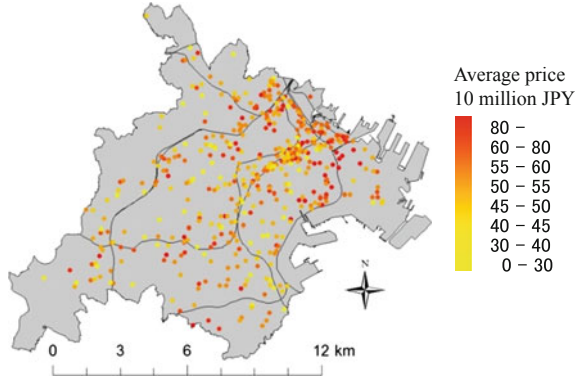 Average price
10 million JPY
80 –
60 – 80
55 – 60
50 – 55
45 – 50
40 – 45
30 – 40
0 – 30
N
0 3 6 12 km